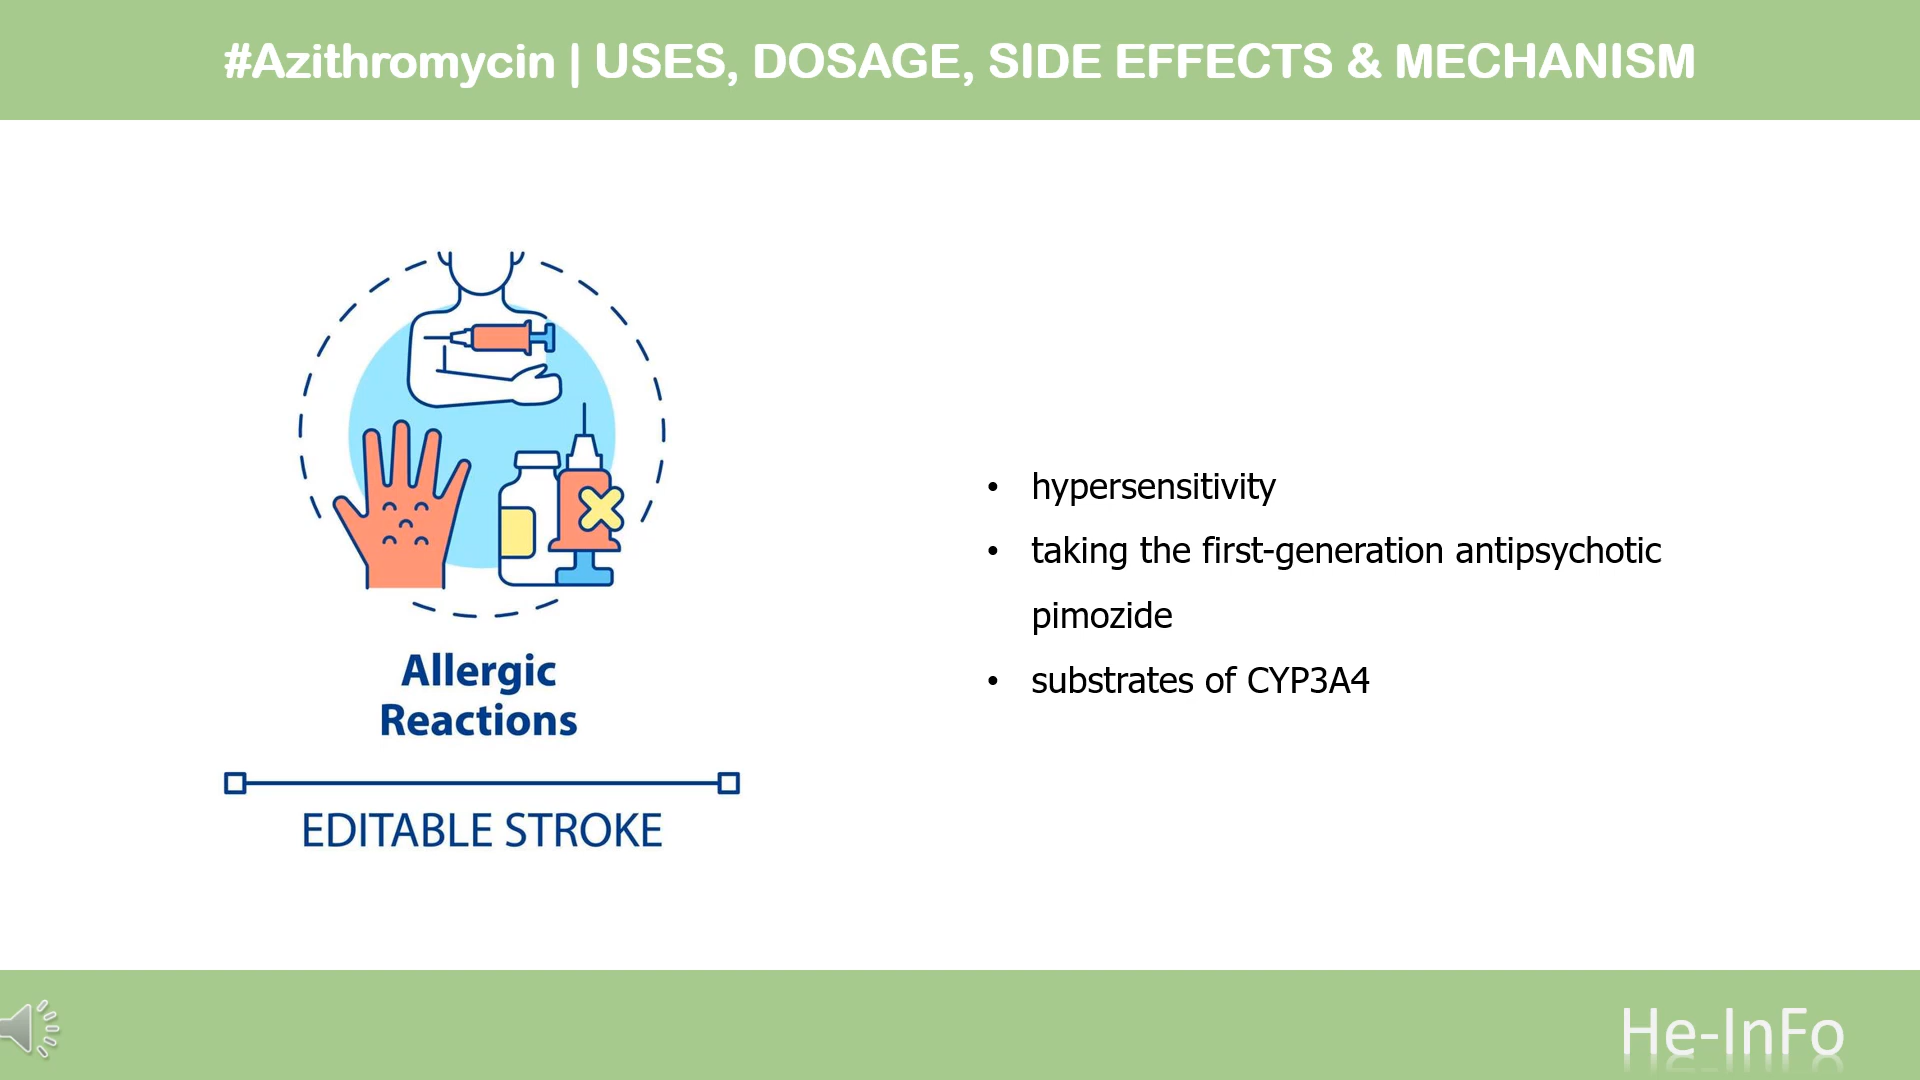 #Azithromycin | USES, DOSAGE, SIDE EFFECTS & MECHANISM
Allergic
Reactions
EDITABLE STROKE
• hypersensitivity
• taking the first-generation antipsychotic
pimozide
• substrates of CYP3A4
He-InFo